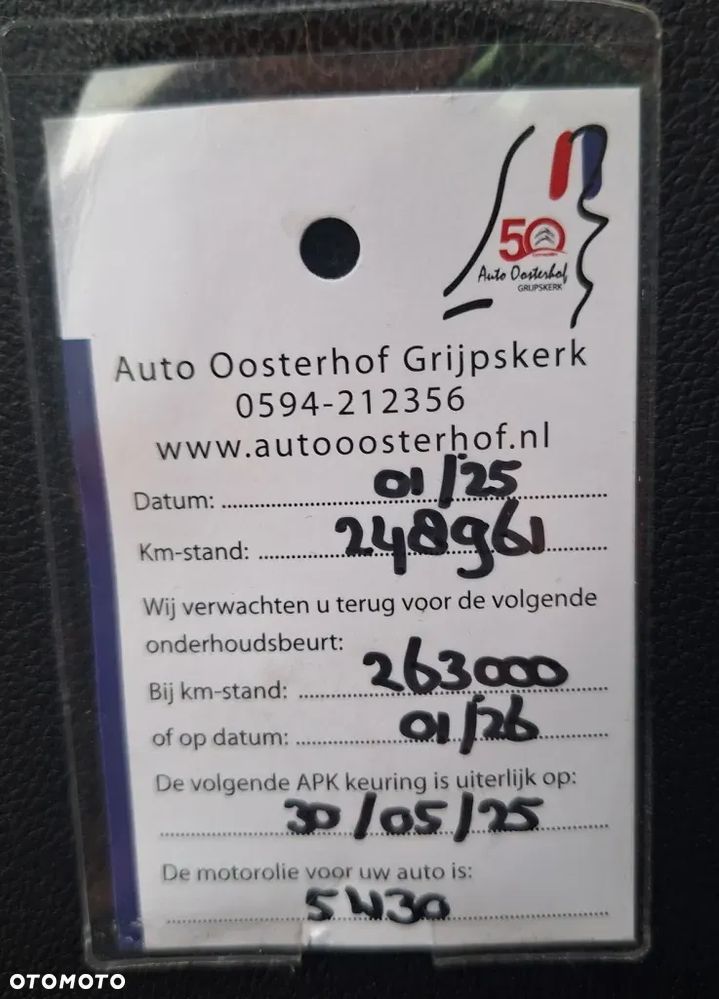 50
Auto Oosterhof
GRIJPSKERK
Auto Oosterhof Grijpskerk
0594-212356
www.autooosterhof.nl
Datum: 01/25
Km-stand: 248961
Wij verwachten u terug voor de volgende
onderhoudsbeurt:
Bij km-stand: 263000
of op datum: 01/26
De volgende APK keuring is uiterlijk op:
30/05/25
De motorolie voor uw auto is:
5W30
OTOMOTO